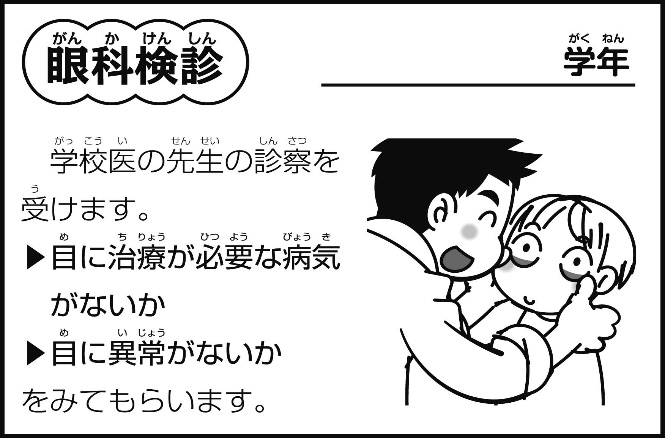 眼科検診
学年
学校医の先生の診察を
受けます。
▶目に治療が必要な病気
がないか
▶目に異常がないか
をみてもらいます。